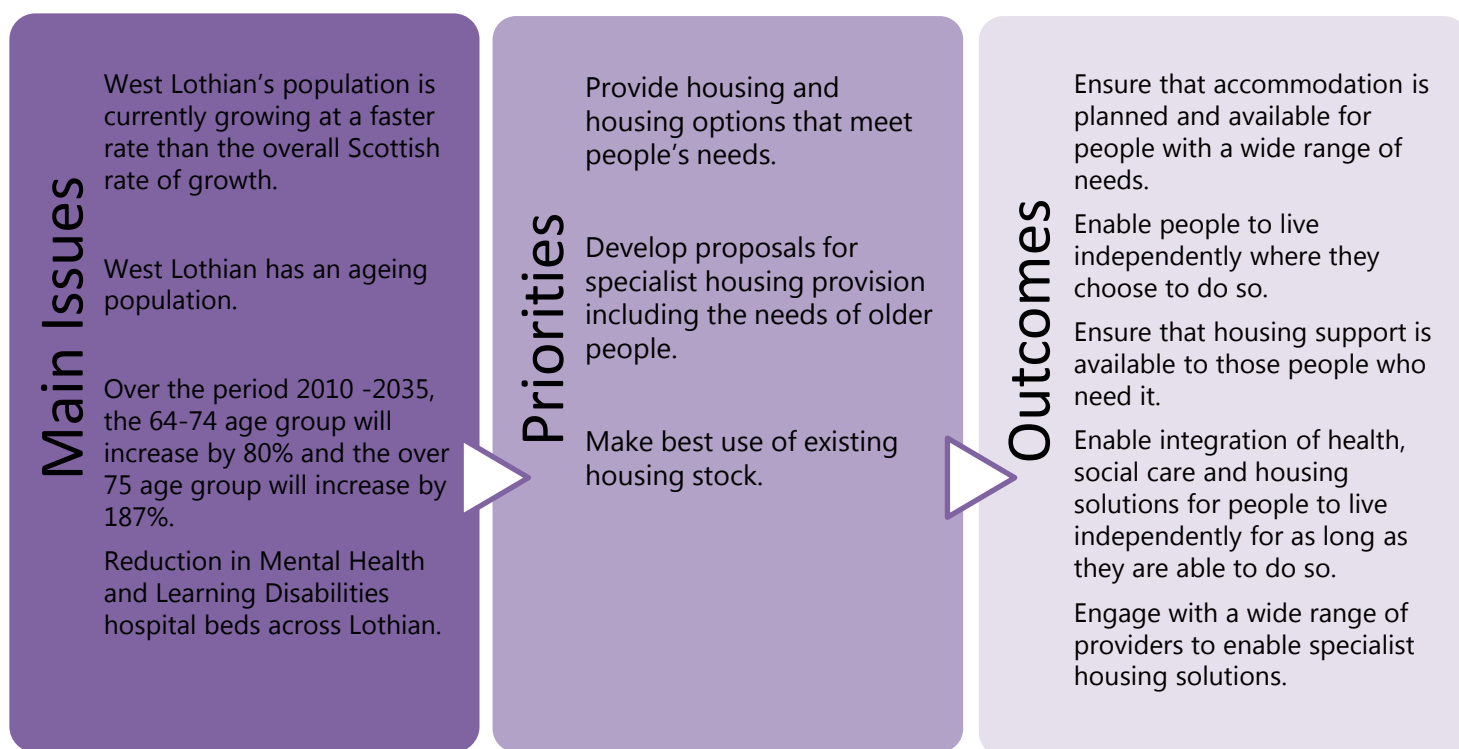 Main Issues
West Lothian’s population is
currently growing at a faster
rate than the overall Scottish
rate of growth.
West Lothian has an ageing
population.
Over the period 2010 -2035,
the 64-74 age group will
increase by 80% and the over
75 age group will increase by
187%.
Reduction in Mental Health
and Learning Disabilities
hospital beds across Lothian.
Priorities
Provide housing and
housing options that meet
people’s needs.
Develop proposals for
specialist housing provision
including the needs of older
people.
Make best use of existing
housing stock.
Outcomes
Ensure that accommodation is
planned and available for
people with a wide range of
needs.
Enable people to live
independently where they
choose to do so.
Ensure that housing support is
available to those people who
need it.
Enable integration of health,
social care and housing
solutions for people to live
independently for as long as
they are able to do so.
Engage with a wide range of
providers to enable specialist
housing solutions.